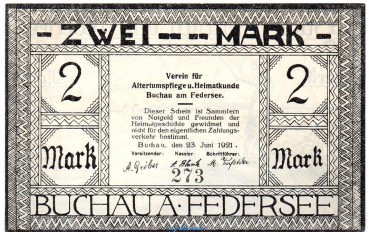 - ZWEI -- MARK -
2
2
Verein für
Altertumspflege u. Heimatkunde
Buchau am Federsee.
Dieser Schein ist Sammlern
von Notgeld und Freunden der
Heimatgeschichte gewidmet und
nicht für den eigentlichen Zahlungs-
verkehr bestimmt.
Buchau, den 23. Juni 1921.
Vorsitzender: Kassier Schriftführer:
A. Gröber
273
Mark
Mark
BUCHAU A · FEDERSEE